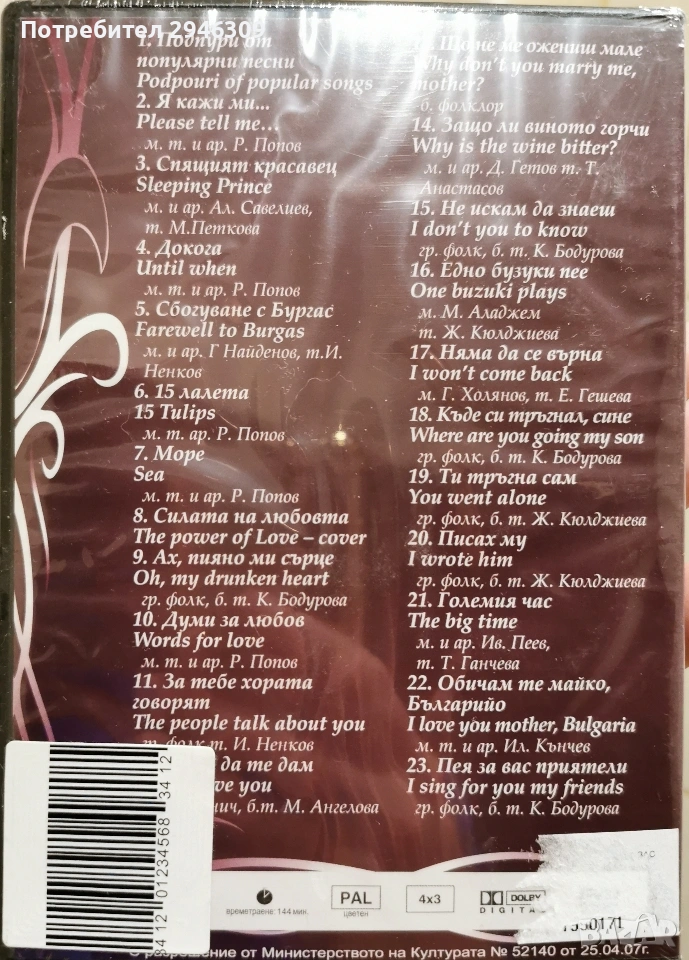 Потребител 2946309
1. Подпури от
популярни песни
Podpouri of popular songs
2. Я кажи ми...
Please tell me...
м. т. и ар. Р. Попов
3. Спящият красавец
Sleeping Prince
м. и ар. Ал. Савелиев,
т. М.Петкова
4. Докога
Until when
м. т. и ар. Р. Попов
5. Сбогуване с Бургас
Farewell to Burgas
м. и ар. Г Найденов, т.И.
Ненков
6. 15 лалета
15 Tulips
м. т. ар. Р. Попов
7. Море
Sea
м. т. и ар. Р. Попов
8. Силата на любовта
The power of Love – cover
9. Ах, пияно ми сърце
Oh, my drunken heart
гр. фолк, б. т. К. Бодурова
10. Думи за любов
Words for love
м. т. и ар. Р. Попов
11. За тебе хората
говорят
The people talk about you
т. И. Ненков
да те дам
you
б.т. М. Ангелова
Що не ме ожениш мале
Why don't you marry me,
mother?
б. фолклор
14. Защо ли виното горчи
Why is the wine bitter?
м. и ар. Д. Гетов т. Т.
Анастасов
15. Не искам да знаеш
I don't you to know
гр. фолк, б. т. К. Бодурова
16. Едно бузуки пее
One buzuki plays
м. М. Аладжем
т. Ж. Кюлджиева
17. Няма да се върна
I won't come back
м. Г. Холянов, т. Е. Гешева
18. Къде си тръгнал, сине
Where are you going my son
гр. фолк, б. т. К. Бодурова
19. Ти тръгна сам
You went alone
гр. фолк, б. т. Ж. Кюлджиева
20. Писах му
I wrote him
гр. фолк, б. т. Ж. Кюлджиева
21. Големия час
The big time
м. и ар. Ив. Пеев,
т. Т. Ганчева
22. Обичам те майко,
Българийо
I love you mother, Bulgaria
м. т. и ар. Ил. Кънчев
23. Пея за вас приятели
I sing for you my friends
гр. фолк, б. т. К. Бодурова
34 12 01234568 34 12
времетраене: 144 мин.
PAL
цветен
4x3
DOLBY
DIGITAL
С разрешение от Министерството на Културата № 52140 от 25.04.07г.